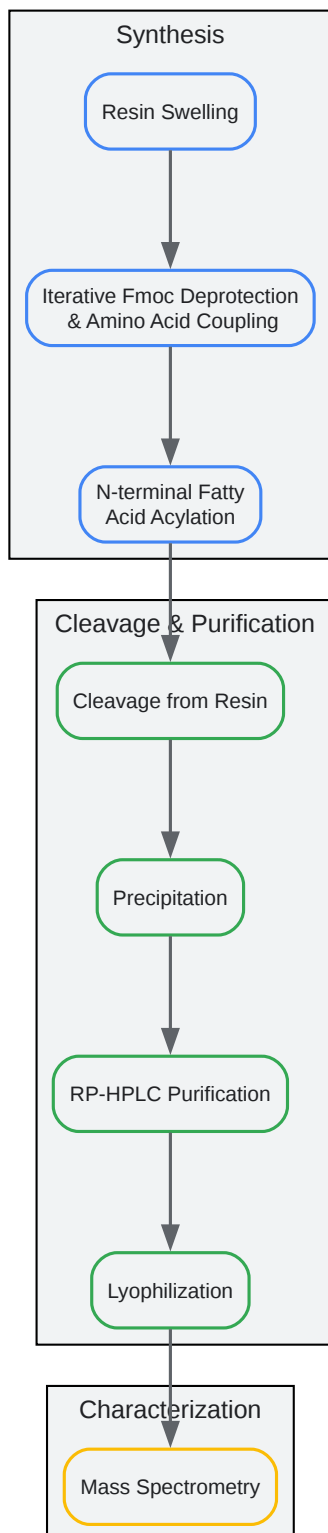 Synthesis
Resin Swelling
Iterative Fmoc Deprotection
& Amino Acid Coupling
N-terminal Fatty
Acid Acylation
Cleavage & Purification
Cleavage from Resin
Precipitation
RP-HPLC Purification
Lyophilization
Characterization
Mass Spectrometry